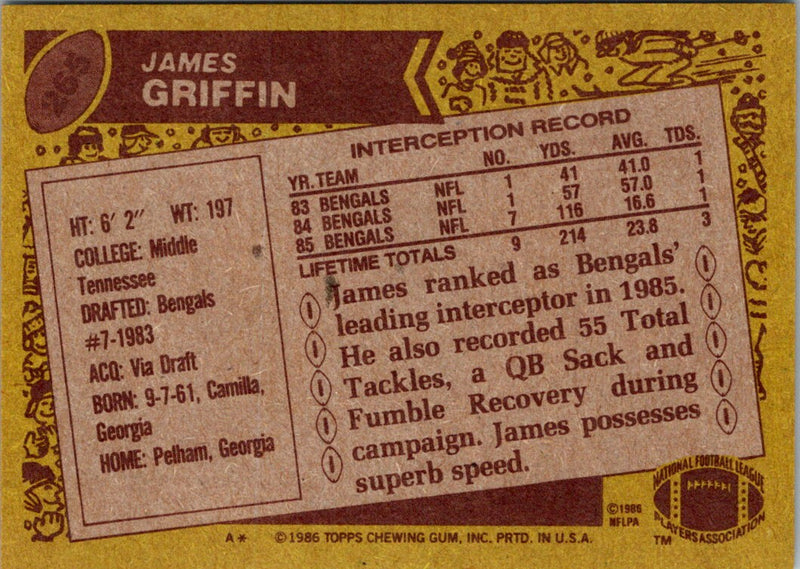 264
JAMES
GRIFFIN
HT: 6' 2" WT: 197
COLLEGE: Middle
Tennessee
DRAFTED: Bengals
#7-1983
ACQ: Via Draft
BORN: 9-7-61, Camilla,
Georgia
HOME: Pelham, Georgia
INTERCEPTION RECORD
YR. TEAM NO. YDS. AVG. TDS.
83 BENGALS NFL 1 41 41.0 1
84 BENGALS NFL 1 57 57.0 1
85 BENGALS NFL 7 116 16.6 1
LIFETIME TOTALS 9 214 23.8 3
James ranked as Bengals'
leading interceptor in 1985.
He also recorded 55 Total
Tackles, a QB Sack and
Fumble Recovery during
campaign. James possesses
superb speed.
©1986
NFLPA
NATIONAL FOOTBALL LEAGUE
PLAYERS ASSOCIATION
TM
A* ©1986 TOPPS CHEWING GUM, INC. PRTD. IN U.S.A.